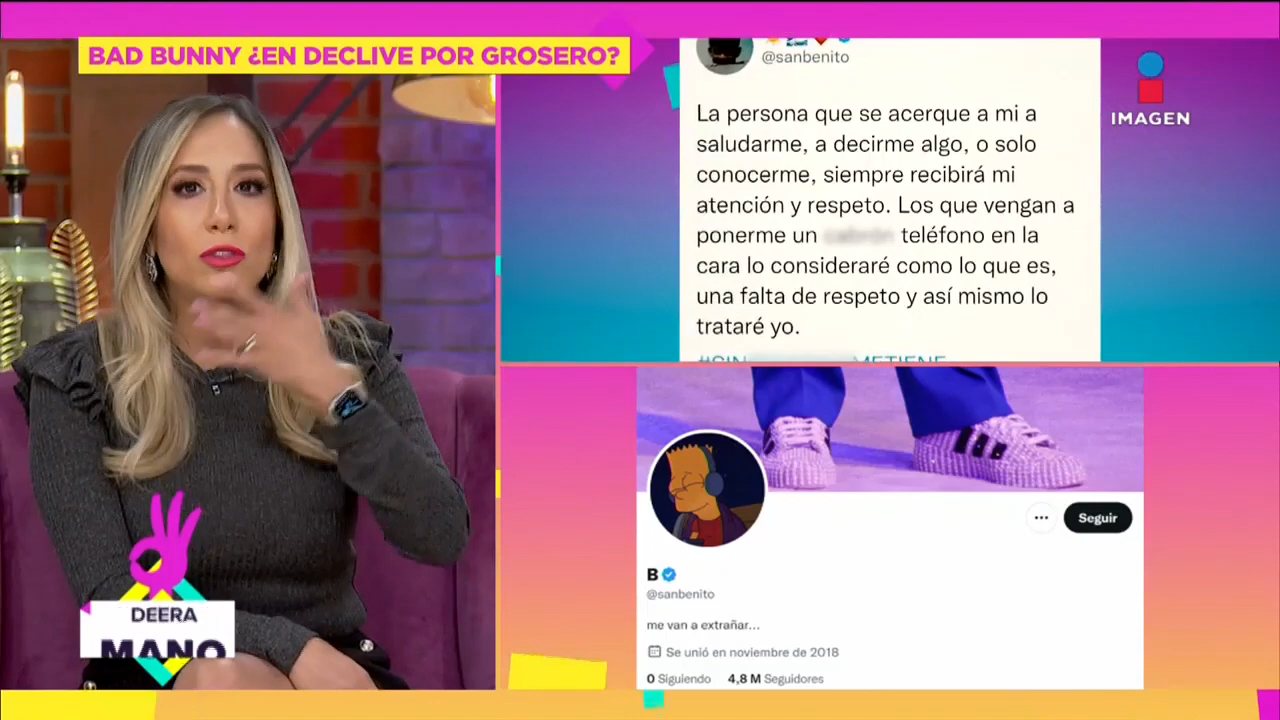 BAD BUNNY ¿EN DECLIVE POR GROSERO?
@sanbenito
La persona que se acerque a mi a
saludarme, a decirme algo, o solo
conocerme, siempre recibirá mi
atención y respeto. Los que vengan a
ponerme un teléfono en la
cara lo consideraré como lo que es,
una falta de respeto y así mismo lo
trataré yo.
#SIN METIENE
IMAGEN
Seguir
B
@sanbenito
me van a extrañar...
Se unió en noviembre de 2018
0 Siguiendo 4,8 M Seguidores
DEERA
MANO